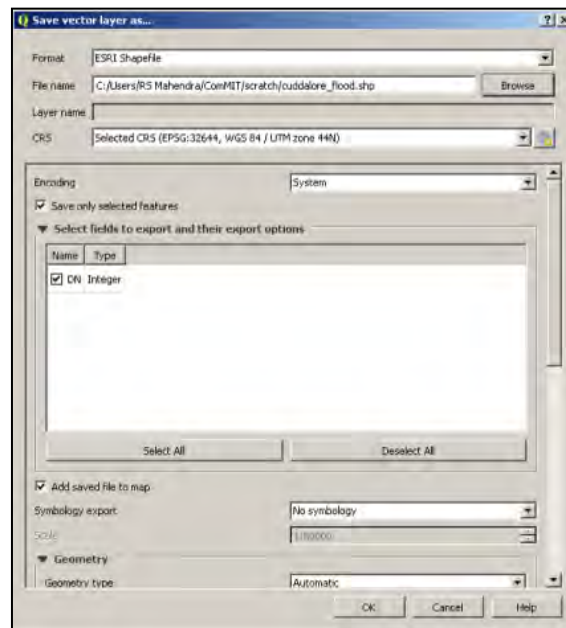 Save vector layer as...
Format ESRI Shapefile
File name C:/Users/RS Mahendra/ComMIT/scratch/cuddalore_flood.shp Browse
Layer name
CRS Selected CRS (EPSG:32644, WGS 84 / UTM zone 44N)
Encoding System
Save only selected features
Select fields to export and their export options
Name Type
DN Integer
Select All Deselect All
Add saved file to map
Symbology export No symbology
Scale
Geometry
Geometry type Automatic
OK Cancel Help